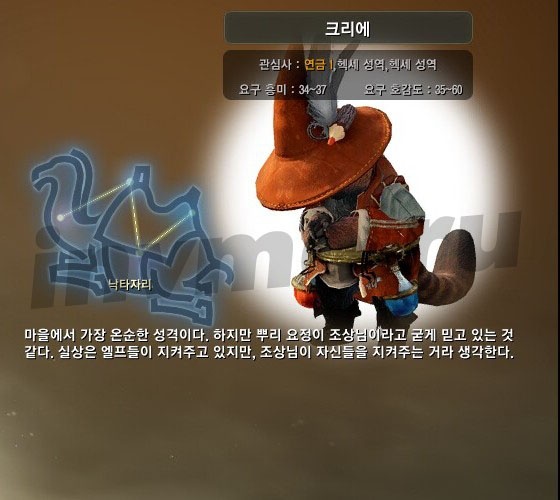 크리에
관심사 : 연금 1,헥세 성역,헥세 성역
요구 흥미 : 34~37 요구 호감도 : 35~60
낙타자리
마을에서 가장 온순한 성격이다. 하지만 뿌리 요정이 조상님이라고 굳게 믿고 있는 것
같다. 실상은 엘프들이 지켜주고 있지만, 조상님이 자신들을 지켜주는 거라 생각한다.